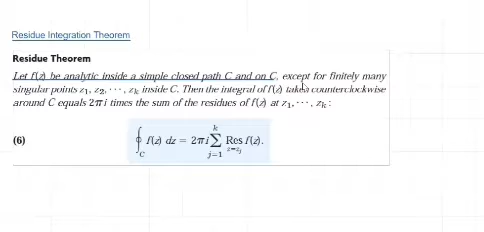 Residue Integration Theorem
Residue Theorem
Let f(z) be analytic inside a simple closed path C and on C, except for finitely many
singular points z₁, z₂, ⋯, zₖ inside C. Then the integral of f(z) taken counterclockwise
around C equals 2πi times the sum of the residues of f(z) at z₁, ⋯, zₖ:
(6) ∮_C f(z) dz = 2πi ∑_{j=1}^{k} Res_{z=z_j} f(z).